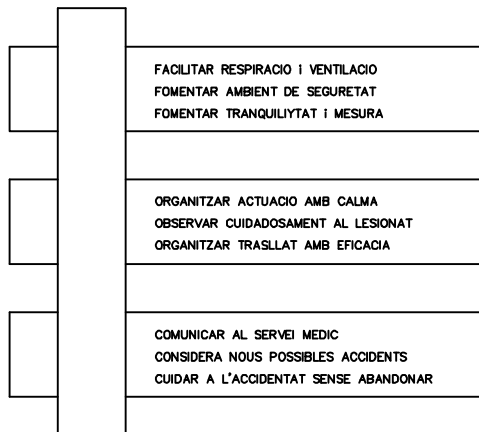 FACILITAR RESPIRACIO i VENTILACIO
FOMENTAR AMBIENT DE SEGURETAT
FOMENTAR TRANQUILIYTAT i MESURA
ORGANITZAR ACTUACIO AMB CALMA
OBSERVAR CUIDADOSAMENT AL LESIONAT
ORGANITZAR TRASLLAT AMB EFICACIA
COMUNICAR AL SERVEI MEDIC
CONSIDERA NOUS POSSIBLES ACCIDENTS
CUIDAR A L'ACCIDENTAT SENSE ABANDONAR